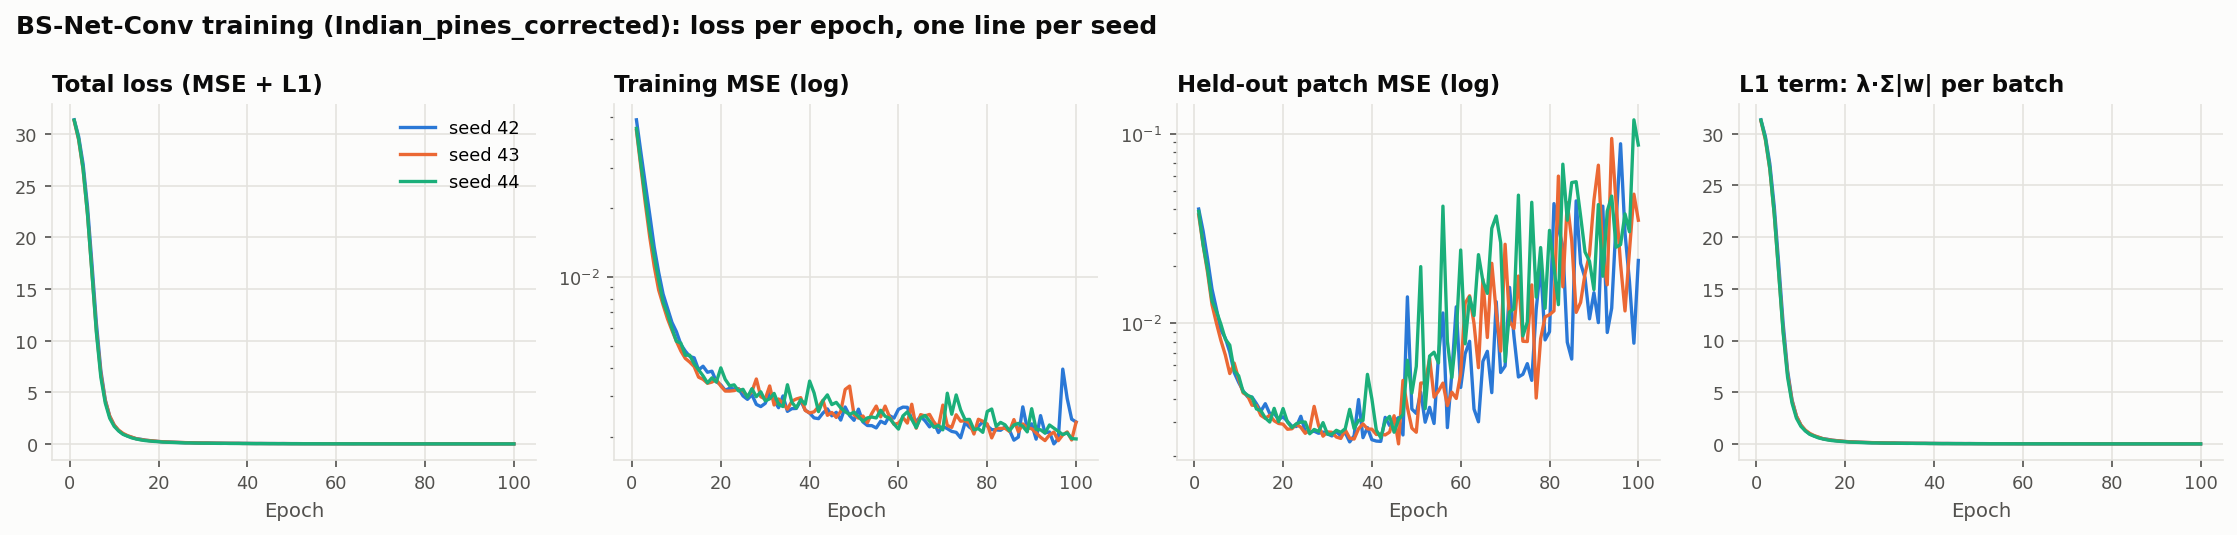 BS-Net-Conv training (Indian_pines_corrected): loss per epoch, one line per seed
Total loss (MSE + L1)
30
25
20
15
10
5
0
seed 42
seed 43
seed 44
0 20 40 60 80 100
Epoch
Training MSE (log)
10⁻²
0 20 40 60 80 100
Epoch
Held-out patch MSE (log)
10⁻¹
10⁻²
0 20 40 60 80 100
Epoch
L1 term: λ·Σ|w| per batch
30
25
20
15
10
5
0
0 20 40 60 80 100
Epoch